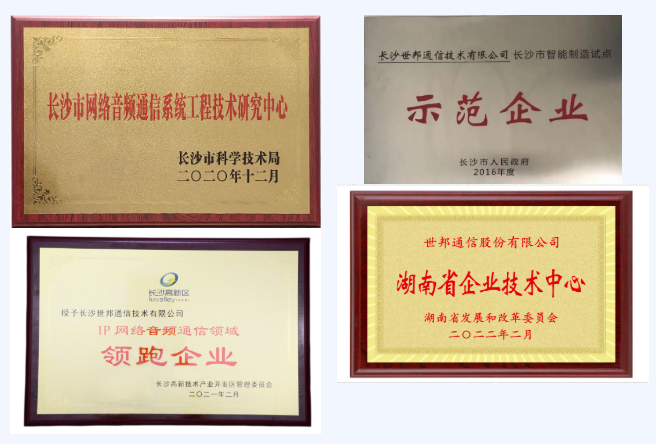 长沙市网络音频通信系统工程技术研究中心
长沙市科学技术局
二〇二〇年十二月
长沙世邦通信技术有限公司 长沙市智能制造试点
示范企业
长沙市人民政府
2016年度
长沙高新区
luvalley
授予长沙世邦通信技术有限公司
IP网络音频通信领域
领跑企业
长沙高新技术产业开发区管理委员会
二〇二一年二月
世邦通信股份有限公司
湖南省企业技术中心
湖南省发展和改革委员会
二〇二二年二月